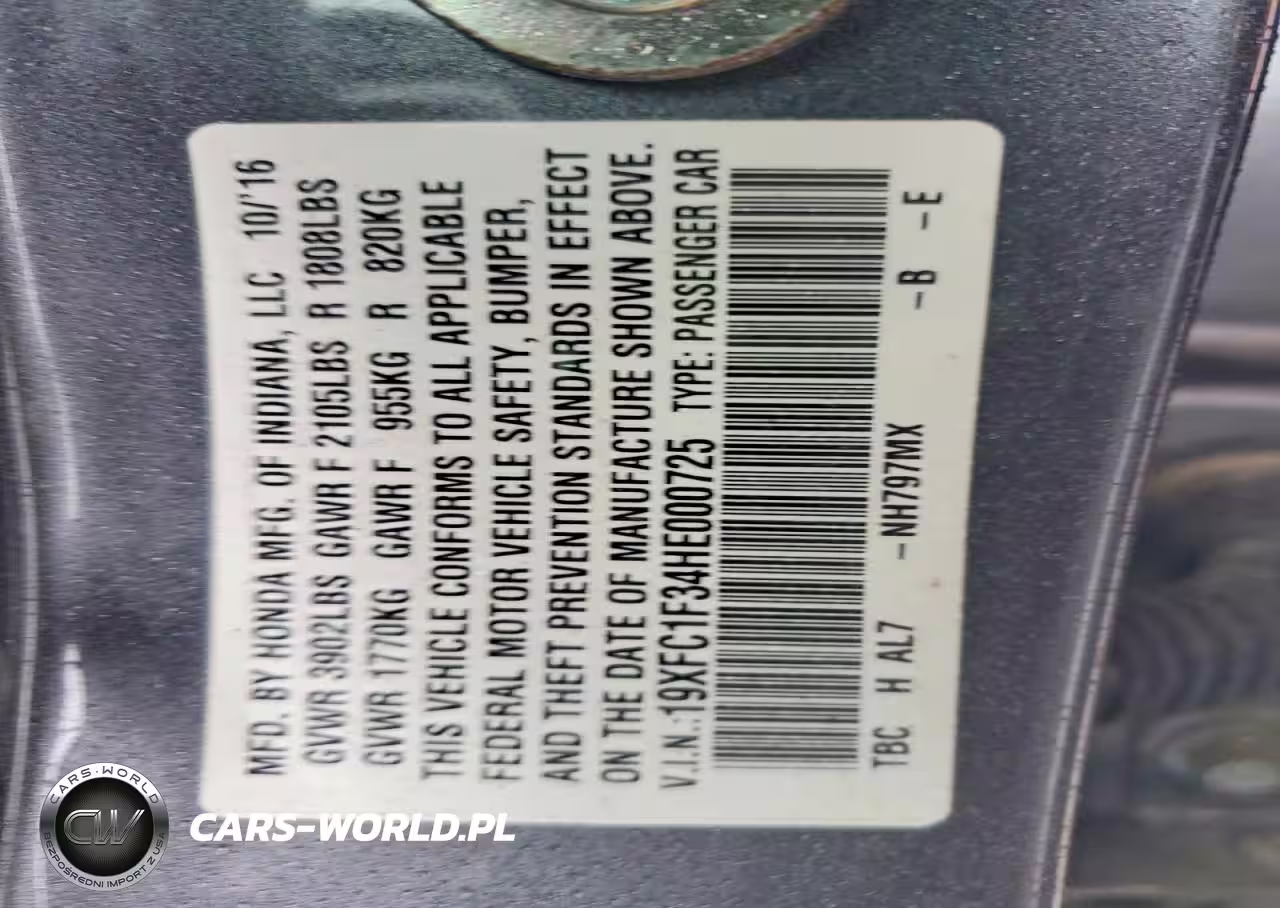 MFD. BY HONDA MFG. OF INDIANA, LLC 10/'16
GVWR 3902LBS GAWR F 2105LBS R 1808LBS
GVWR 1770KG GAWR F 955KG R 820KG
THIS VEHICLE CONFORMS TO ALL APPLICABLE
FEDERAL MOTOR VEHICLE SAFETY, BUMPER,
AND THEFT PREVENTION STANDARDS IN EFFECT
ON THE DATE OF MANUFACTURE SHOWN ABOVE.
V.I.N.:19XFC1F34HE000725 TYPE: PASSENGER CAR
TBC H AL7 -NH797MX -B -E
CARS-WORLD
CW
BEZPOŚREDNI IMPORT Z USA
CARS-WORLD.PL